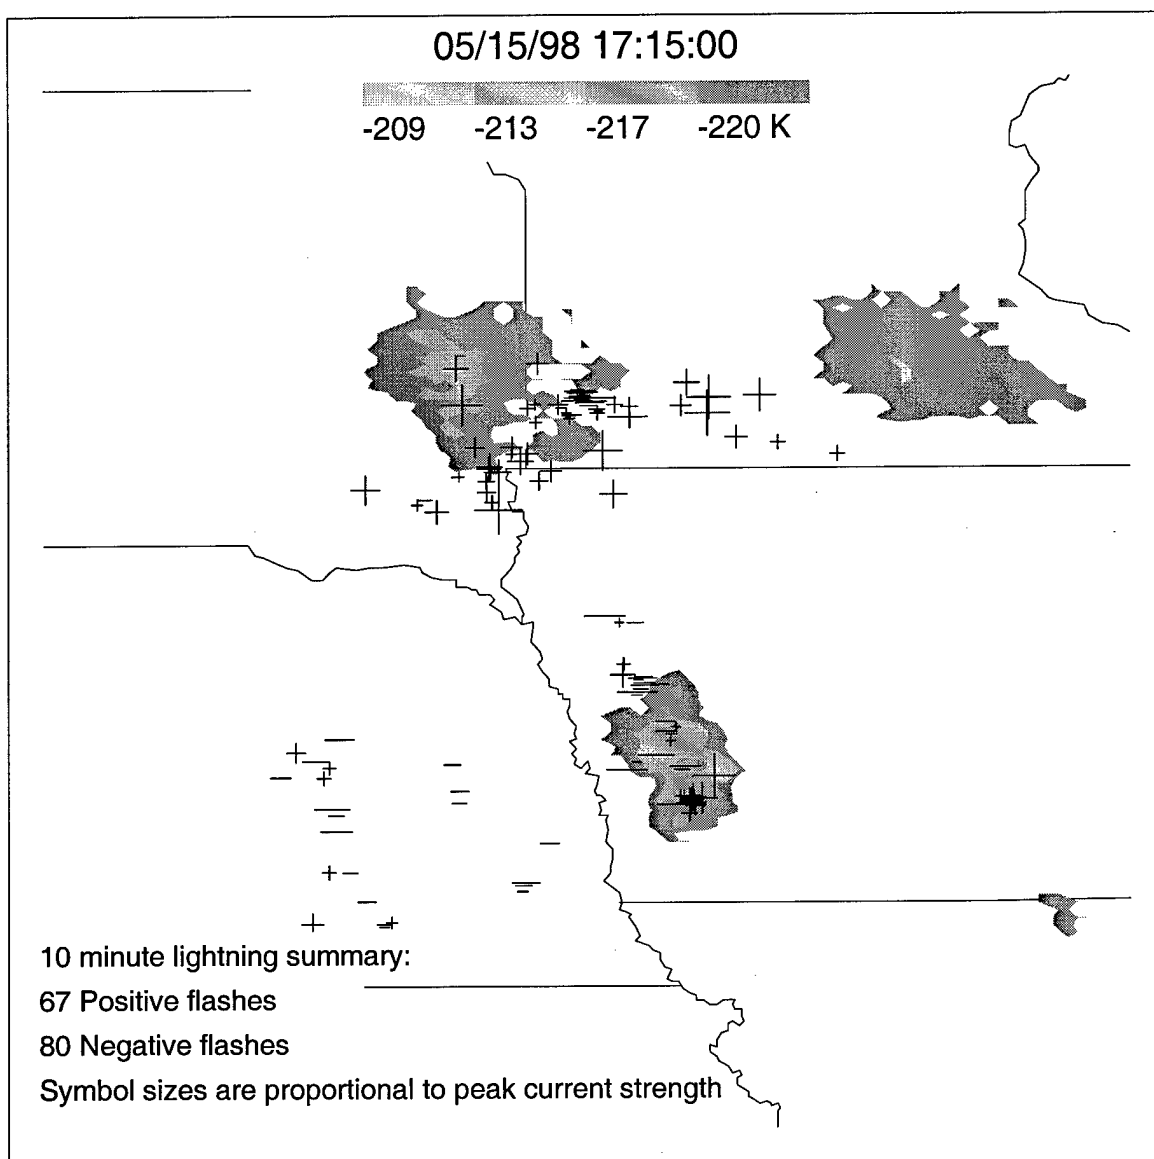 05/15/98 17:15:00
-209 -213 -217 -220 K
10 minute lightning summary:
67 Positive flashes
80 Negative flashes
Symbol sizes are proportional to peak current strength